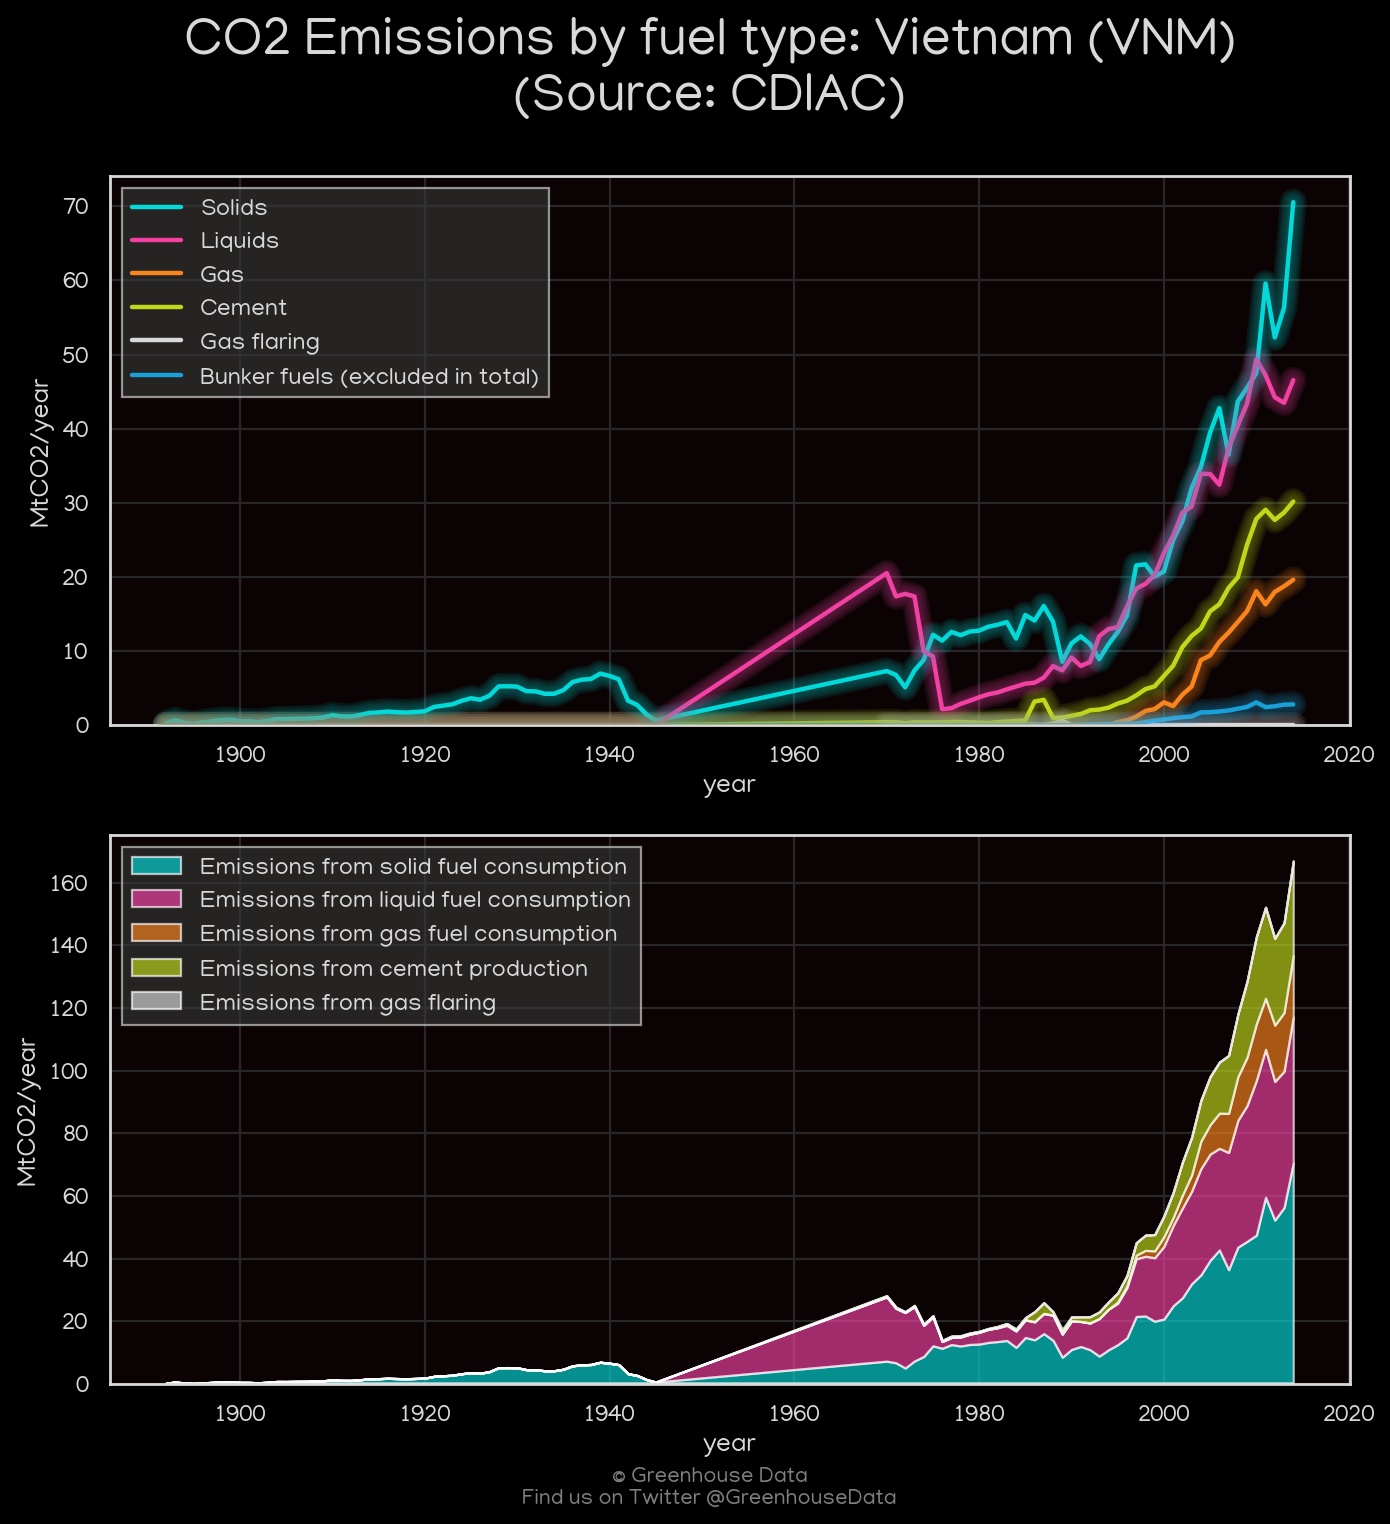 CO2 Emissions by fuel type: Vietnam (VNM)
(Source: CDIAC)
Solids
Liquids
Gas
Cement
Gas flaring
Bunker fuels (excluded in total)
70
60
50
40
30
20
10
0
MtCO2/year
1900 1920 1940 1960 1980 2000 2020
year
Emissions from solid fuel consumption
Emissions from liquid fuel consumption
Emissions from gas fuel consumption
Emissions from cement production
Emissions from gas flaring
160
140
120
100
80
60
40
20
0
MtCO2/year
1900 1920 1940 1960 1980 2000 2020
year
© Greenhouse Data
Find us on Twitter @GreenhouseData